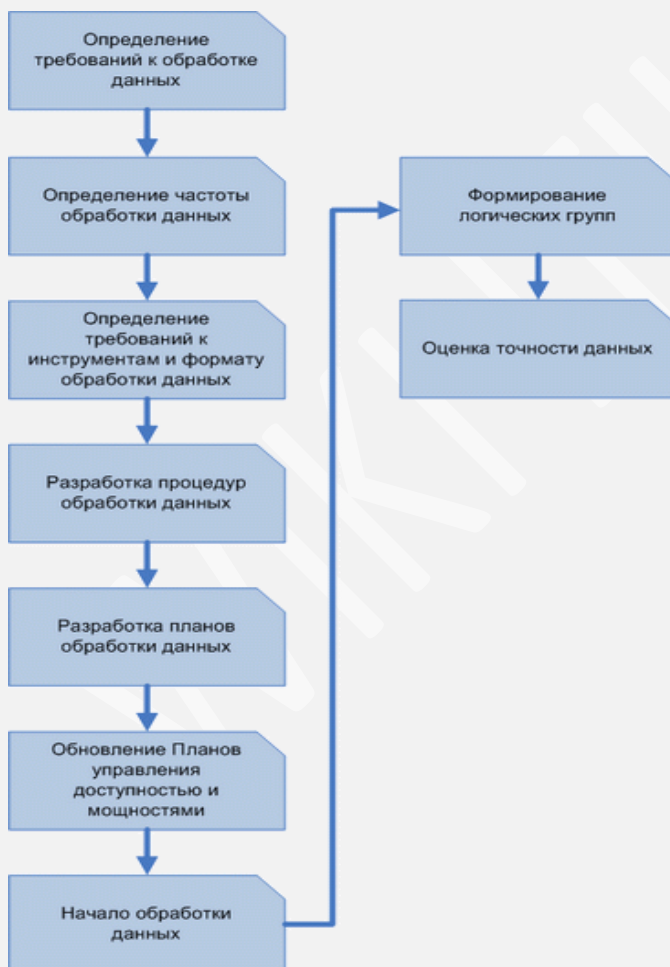 Определение
требований к обработке
данных
Определение частоты
обработки данных
Определение
требований к
инструментам и формату
обработки данных
Разработка процедур
обработки данных
Разработка планов
обработки данных
Обновление Планов
управления
доступностью и
мощностями
Начало обработки
данных
Формирование
логических групп
Оценка точности данных